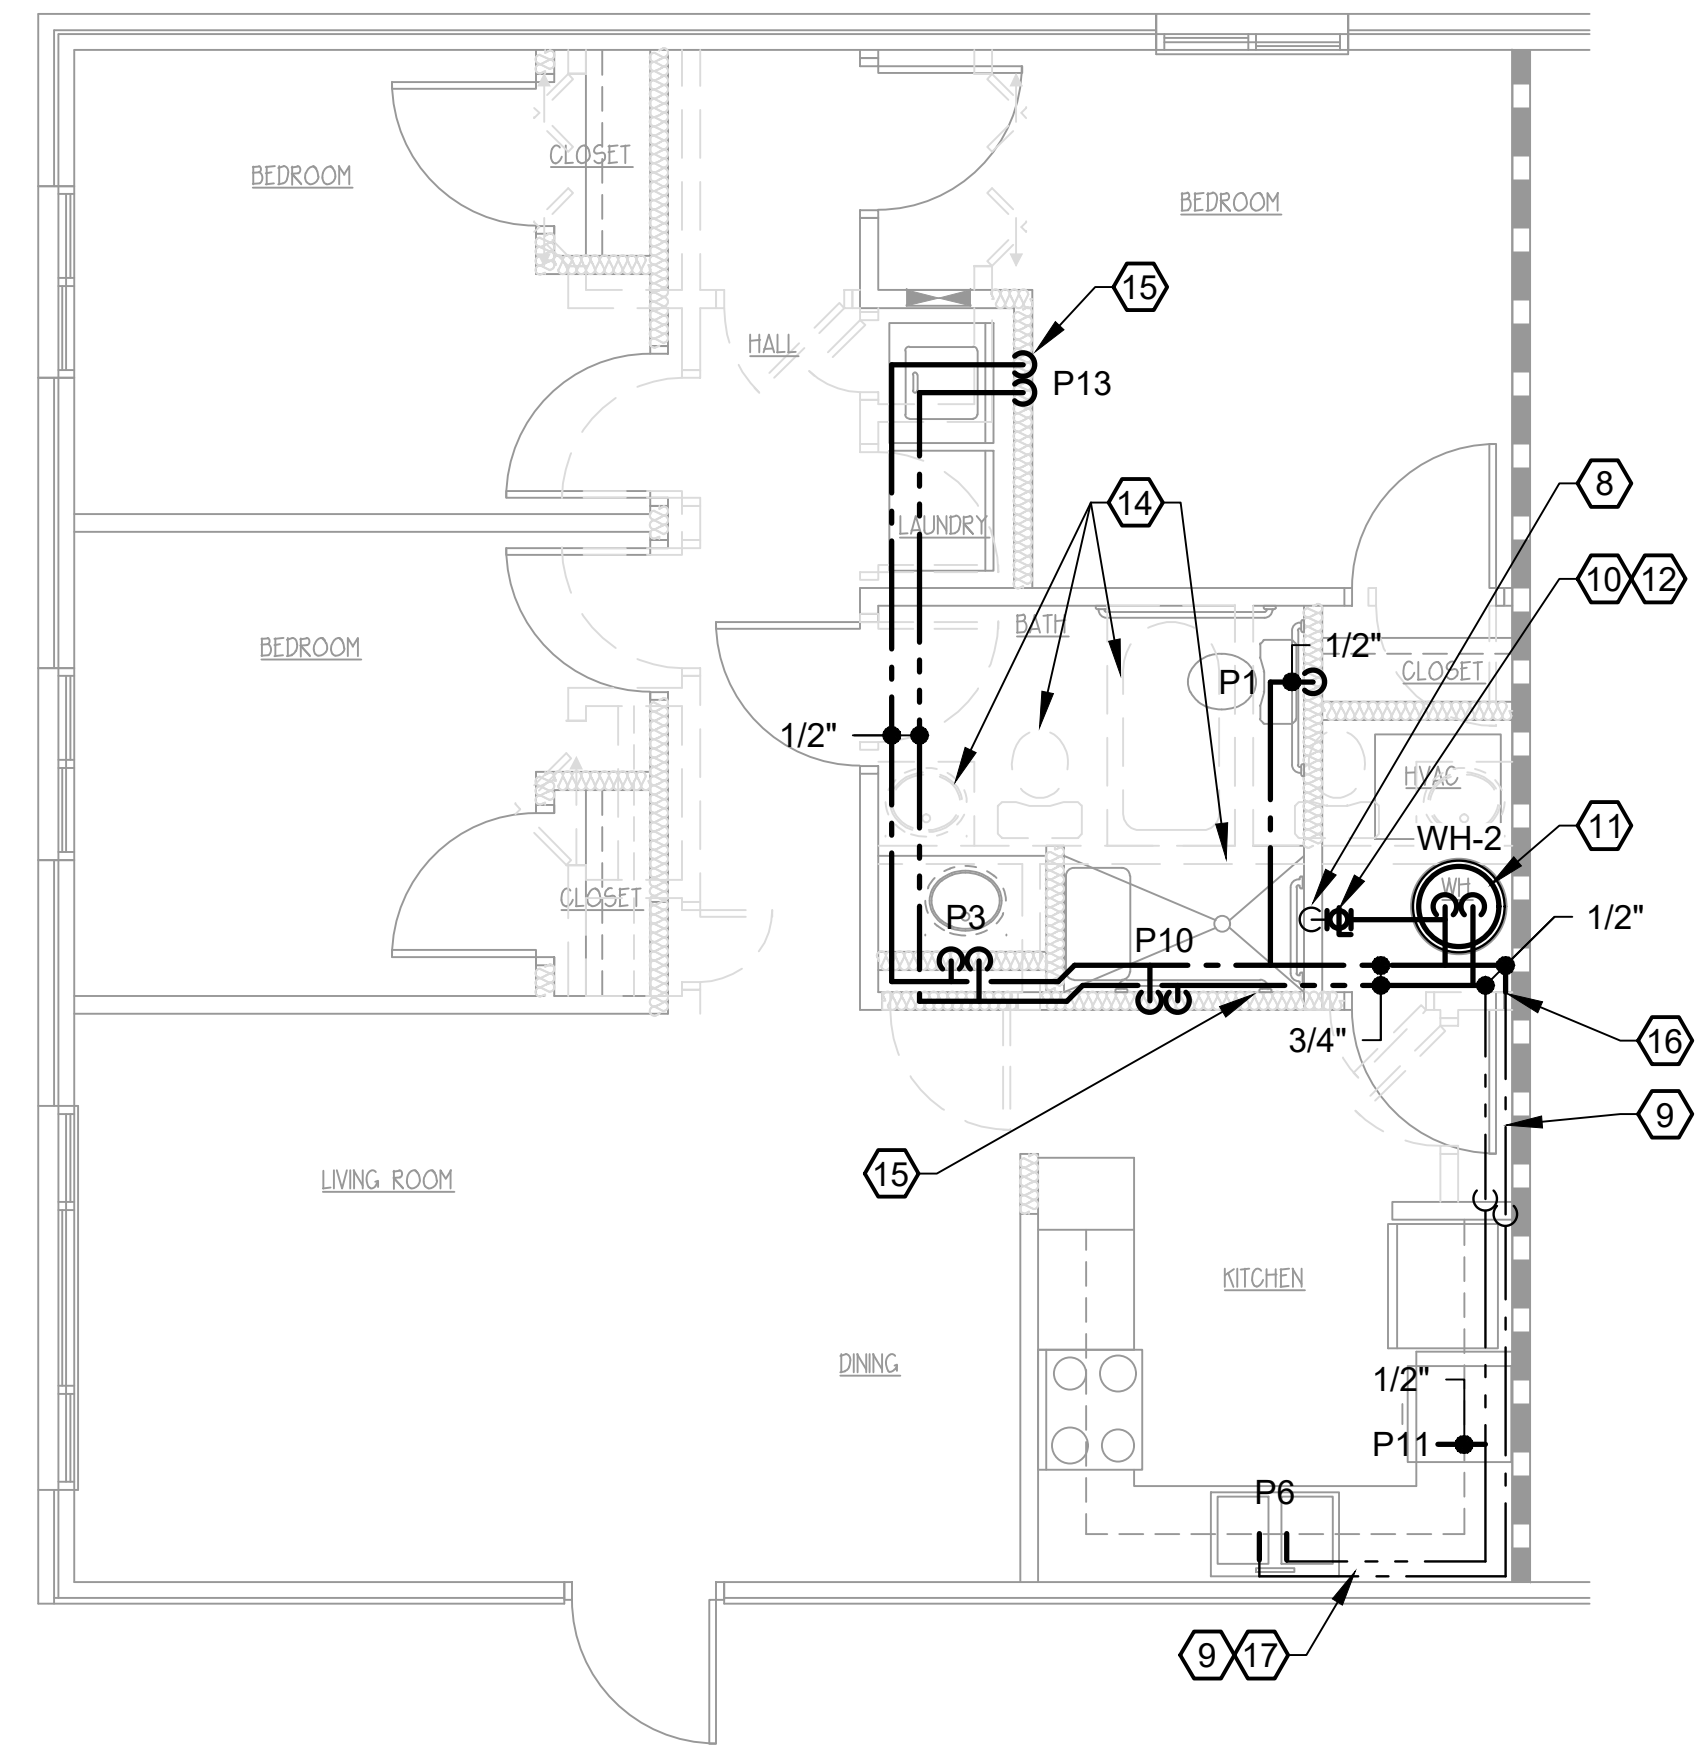 CLOSET
BEDROOM
BEDROOM
15
HALL
P13
8
14
LAUNDRY
10 12
BATH
1/2"
BEDROOM
CLOSET
P1
1/2"
HVAC
WH-2
11
WH
CLOSET
P3
1/2"
P10
3/4"
16
9
15
LIVING ROOM
KITCHEN
DINING
1/2"
P11
P6
9 17